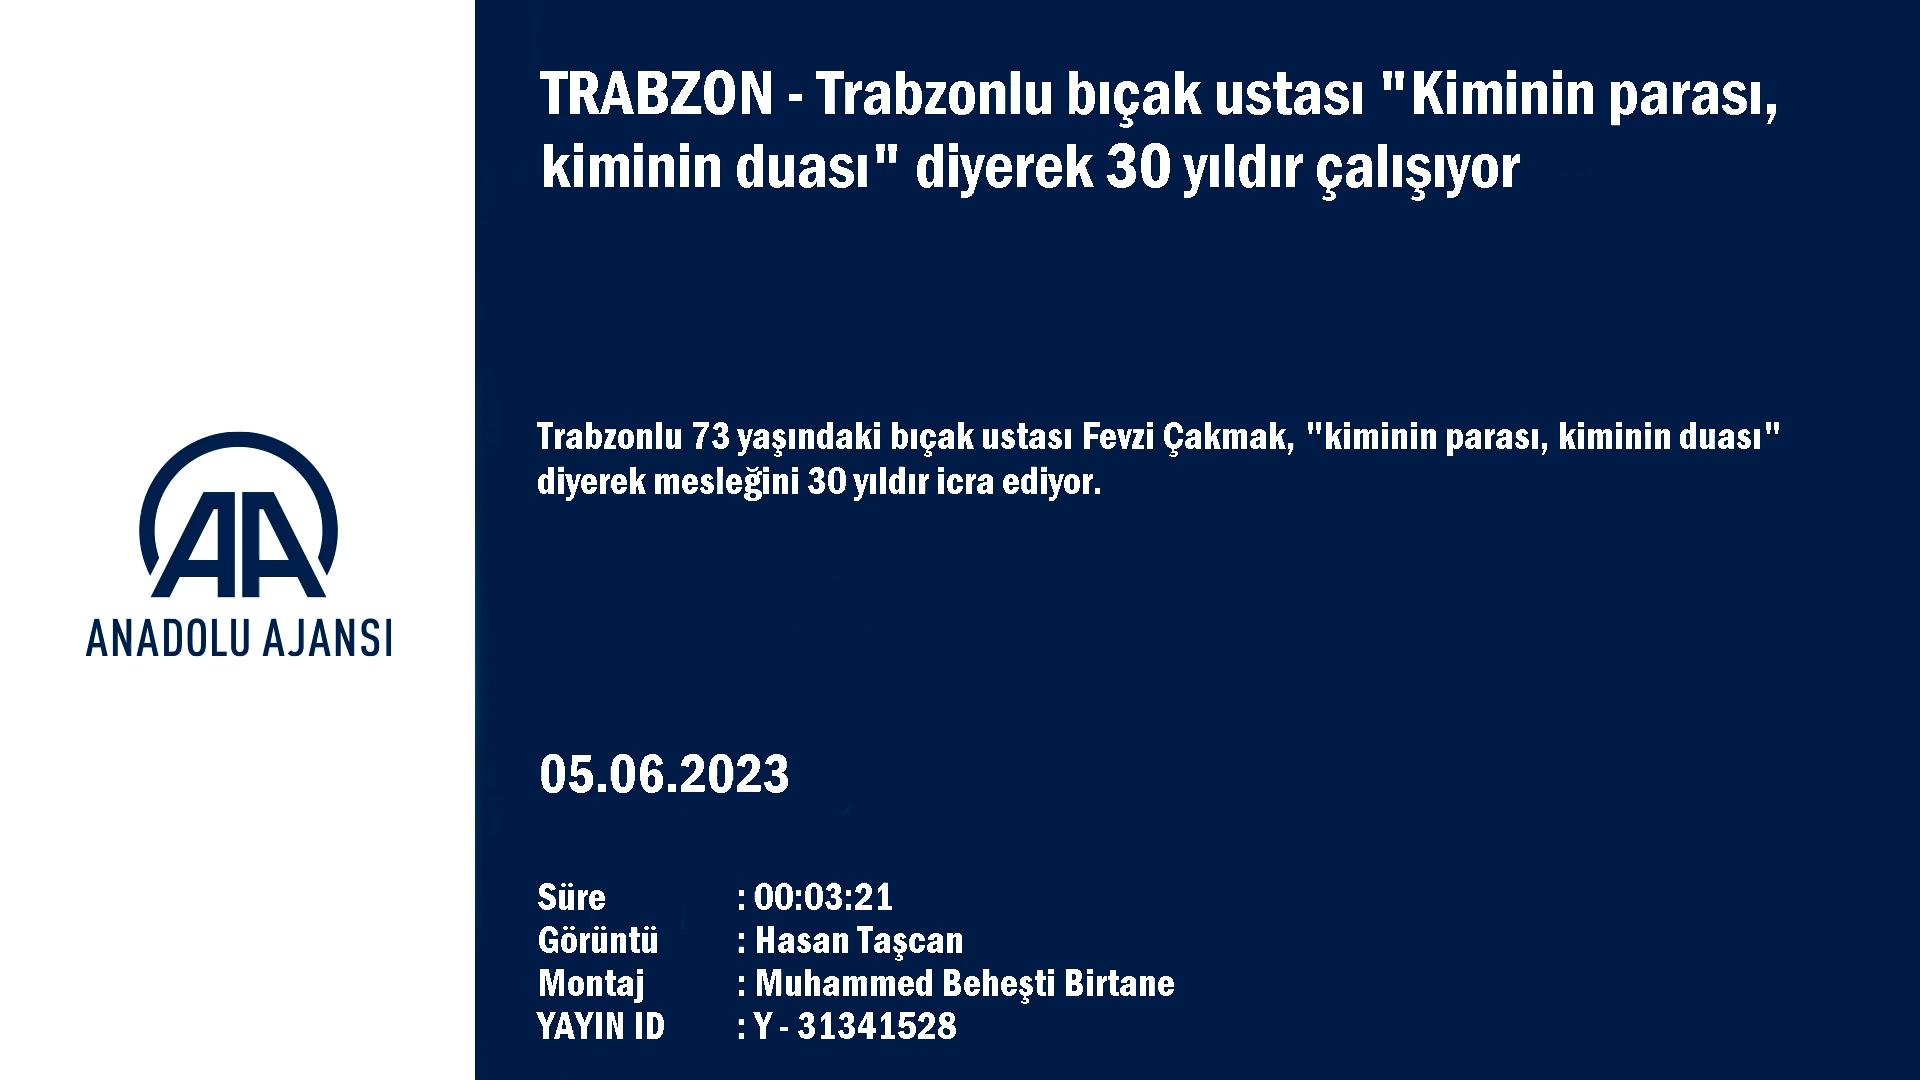 TRABZON - Trabzonlu bıçak ustası "Kiminin parası,
kiminin duası" diyerek 30 yıldır çalışıyor
Trabzonlu 73 yaşındaki bıçak ustası Fevzi Çakmak, "kiminin parası, kiminin duası"
diyerek mesleğini 30 yıldır icra ediyor.
AA
ANADOLU AJANSI
05.06.2023
Süre : 00:03:21
Görüntü : Hasan Taşcan
Montaj : Muhammed Beheşti Birtane
YAYIN ID : Y - 31341528